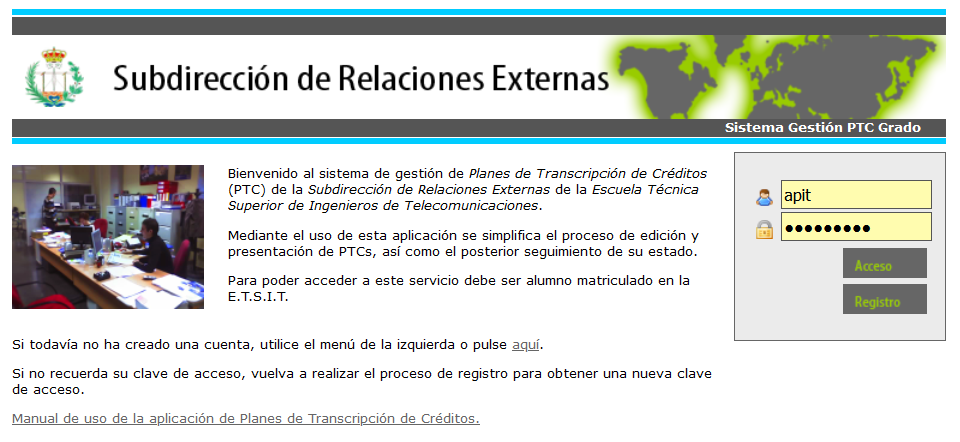 Subdirección de Relaciones Externas
Sistema Gestión PTC Grado
Bienvenido al sistema de gestión de Planes de Transcripción de Créditos
(PTC) de la Subdirección de Relaciones Externas de la Escuela Técnica
Superior de Ingenieros de Telecomunicaciones.
Mediante el uso de esta aplicación se simplifica el proceso de edición y
presentación de PTCs, así como el posterior seguimiento de su estado.
Para poder acceder a este servicio debe ser alumno matriculado en la
E.T.S.I.T.
apit
●●●●●●●●●
Acceso
Registro
Si todavía no ha creado una cuenta, utilice el menú de la izquierda o pulse aquí.
Si no recuerda su clave de acceso, vuelva a realizar el proceso de registro para obtener una nueva clave
de acceso.
Manual de uso de la aplicación de Planes de Transcripción de Créditos.